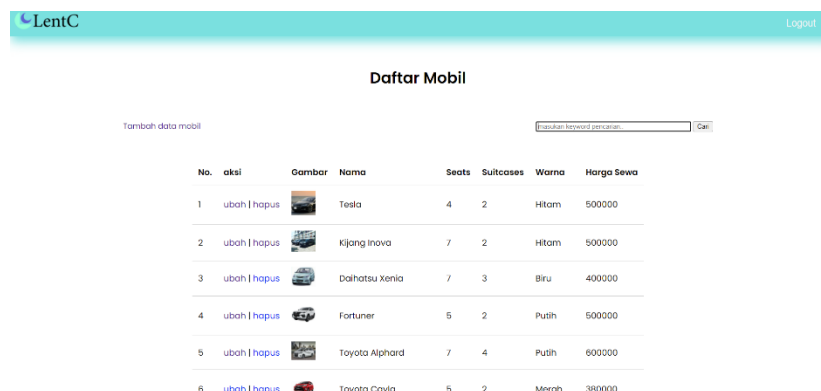 LentC
Logout
Daftar Mobil
Tambah data mobil
masukan keyword pencarian..
Cari
No. aksi Gambar Nama Seats Suitcases Warna Harga Sewa
1 ubah | hapus Tesla 4 2 Hitam 500000
2 ubah | hapus Kijang Inova 7 2 Hitam 500000
3 ubah | hapus Daihatsu Xenia 7 3 Biru 400000
4 ubah | hapus Fortuner 5 2 Putih 500000
5 ubah | hapus Toyota Alphard 7 4 Putih 600000
6 ubah | hapus Toyota Cayla 5 2 Merah 380000